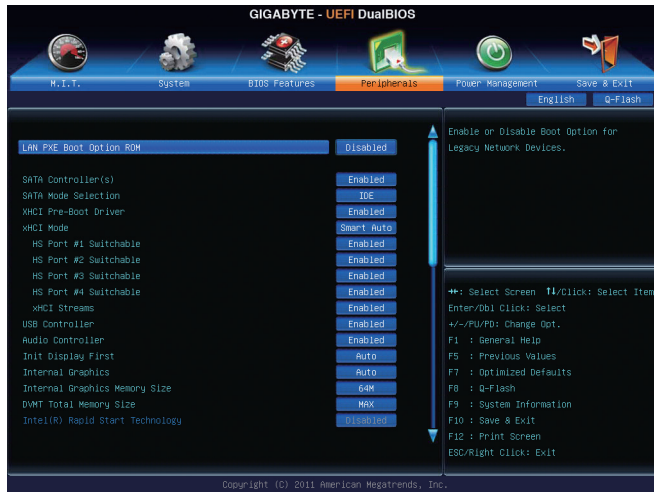 GIGABYTE - UEFI DualBIOS
M.I.T. System BIOS Features Peripherals Power Management Save & Exit
English Q-Flash
LAN PXE Boot Option ROM Disabled
SATA Controller(s) Enabled
SATA Mode Selection IDE
XHCI Pre-Boot Driver Enabled
xHCI Mode Smart Auto
HS Port #1 Switchable Enabled
HS Port #2 Switchable Enabled
HS Port #3 Switchable Enabled
HS Port #4 Switchable Enabled
xHCI Streams Enabled
USB Controller Enabled
Audio Controller Enabled
Init Display First Auto
Internal Graphics Auto
Internal Graphics Memory Size 64M
DVMT Total Memory Size MAX
Intel(R) Rapid Start Technology Disabled
Enable or Disable Boot Option for
Legacy Network Devices.
→←: Select Screen ↑↓/Click: Select Item
Enter/Dbl Click: Select
+/-/PU/PD: Change Opt.
F1 : General Help
F5 : Previous Values
F7 : Optimized Defaults
F8 : Q-Flash
F9 : System Information
F10 : Save & Exit
F12 : Print Screen
ESC/Right Click: Exit
Copyright (C) 2011 American Megatrends, Inc.